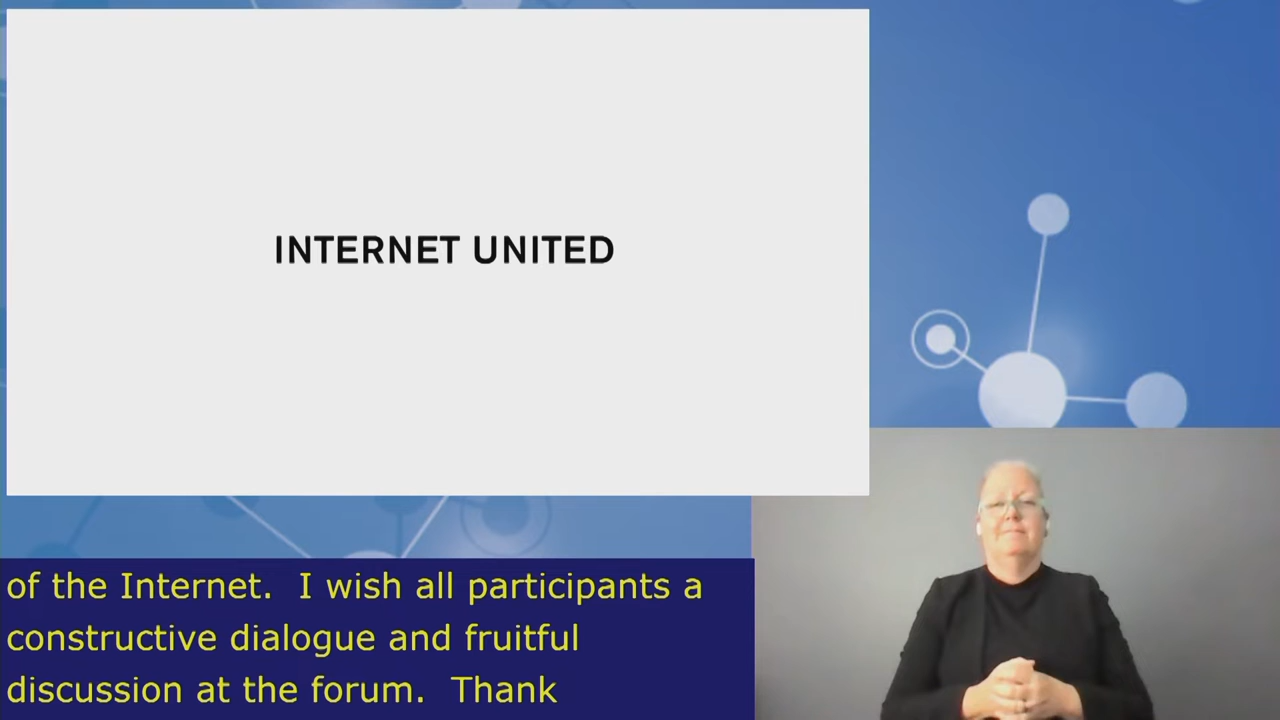 INTERNET UNITED
of the Internet.  I wish all participants a
constructive dialogue and fruitful
discussion at the forum.  Thank